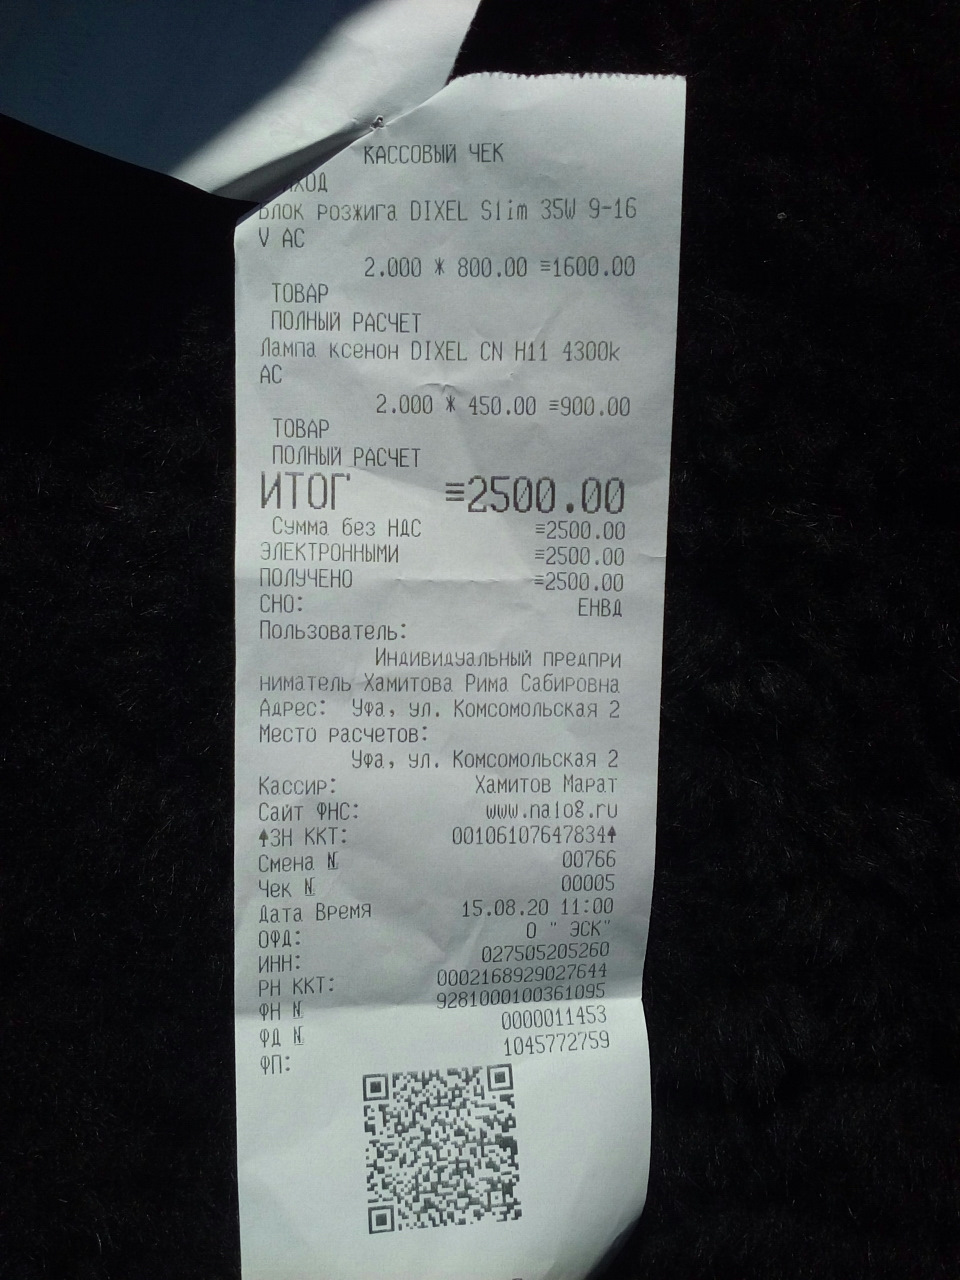 КАССОВЫЙ ЧЕК
БЛОК розжига DIXEL Slim 35W 9-16
V AC
2.000 * 800.00 ≡1600.00
ТОВАР
ПОЛНЫЙ РАСЧЕТ
Лампа ксенон DIXEL CN H11 4300k
AC
2.000 * 450.00 ≡900.00
ТОВАР
ПОЛНЫЙ РАСЧЕТ
ИТОГ ≡2500.00
Сумма без НДС ≡2500.00
ЭЛЕКТРОННЫМИ ≡2500.00
ПОЛУЧЕНО ≡2500.00
СНО: ЕНВД
Пользователь:
Индивидуальный предпри
ниматель Хамитова Рима Сабировна
Адрес: Уфа, ул. Комсомольская 2
Место расчетов:
Уфа, ул. Комсомольская 2
Кассир: Хамитов Марат
Сайт ФНС: www.nalog.ru
↑ЗН ККТ: 00106107647834↑
Смена № 00766
Чек № 00005
Дата Время 15.08.20 11:00
ОФД: О " ЭСК"
ИНН: 027505205260
РН ККТ: 0002168929027644
ФН № 9281000100361095
ФД № 0000011453
ФП: 1045772759